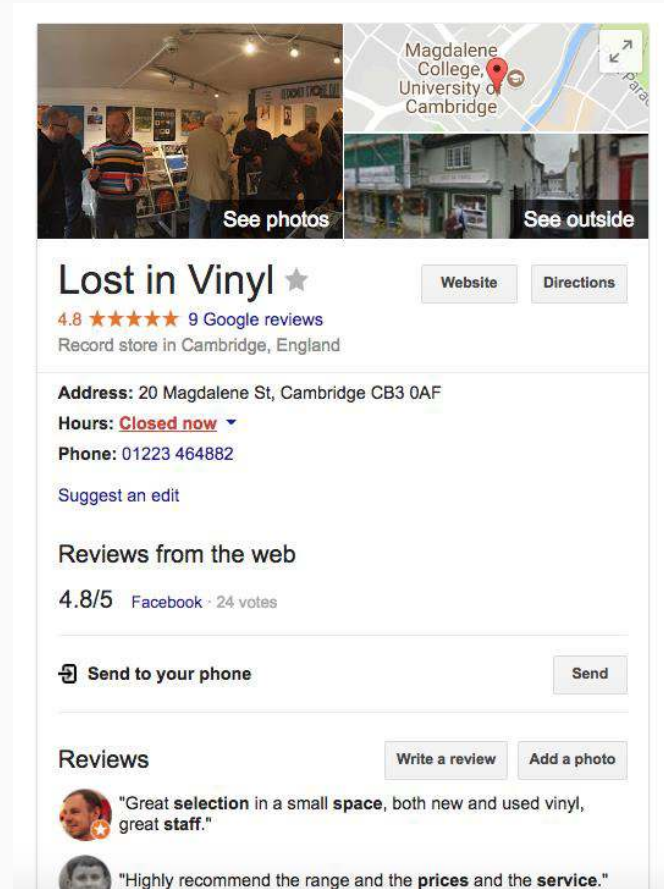 Magdalene
College,
University of
Cambridge
Para
See photos
See outside
Lost in Vinyl
Website
Directions
4.8 ★★★★★ 9 Google reviews
Record store in Cambridge, England
Address: 20 Magdalene St, Cambridge CB3 0AF
Hours: Closed now
Phone: 01223 464882
Suggest an edit
Reviews from the web
4.8/5 Facebook · 24 votes
Send to your phone
Send
Reviews
Write a review
Add a photo
"Great selection in a small space, both new and used vinyl,
great staff."
"Highly recommend the range and the prices and the service."